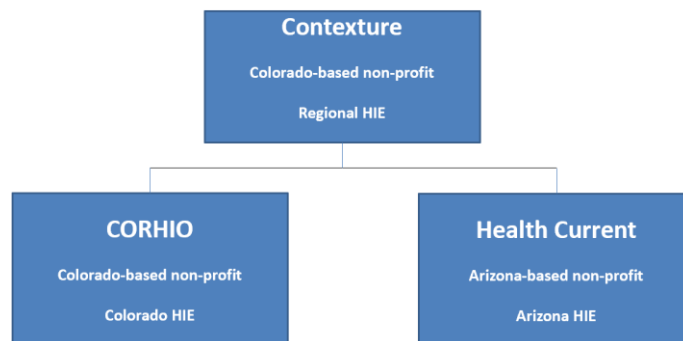 Contexture
Colorado-based non-profit
Regional HIE
CORHIO
Colorado-based non-profit
Colorado HIE
Health Current
Arizona-based non-profit
Arizona HIE